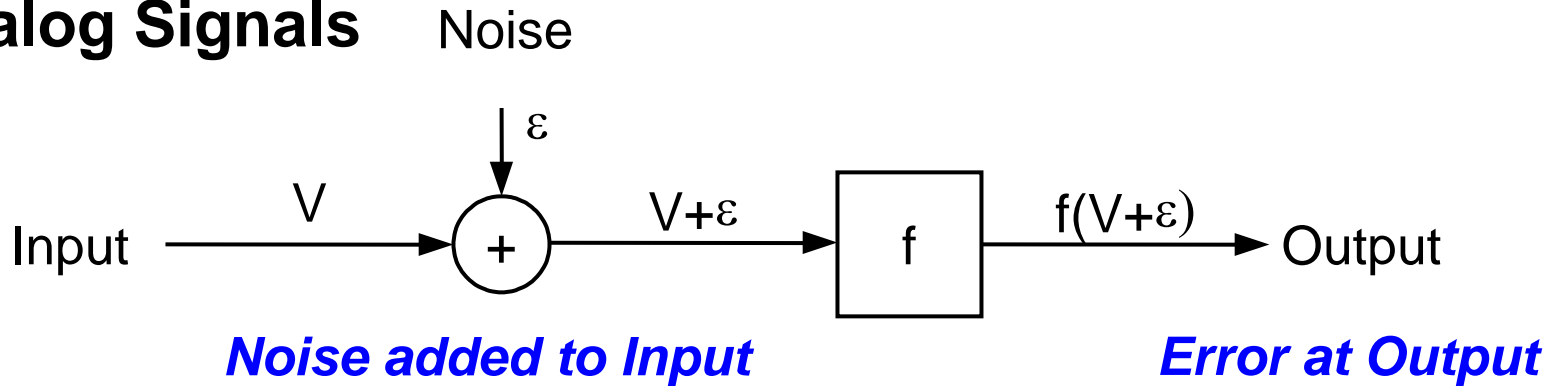 alog Signals
Noise
ε
V
V+ε
f(V+ε)
Input
+
f
Output
Noise added to Input
Error at Output